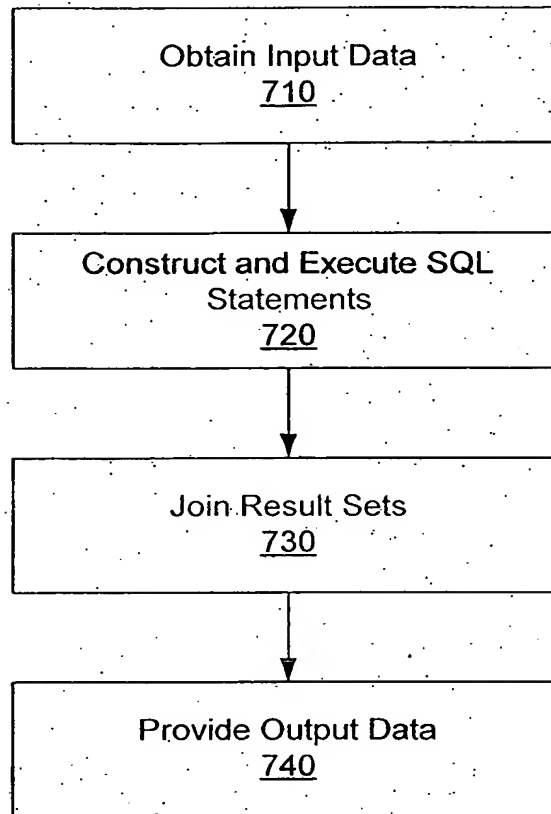 Obtain Input Data
710
Construct and Execute SQL
Statements
720
Join Result Sets
730
Provide Output Data
740